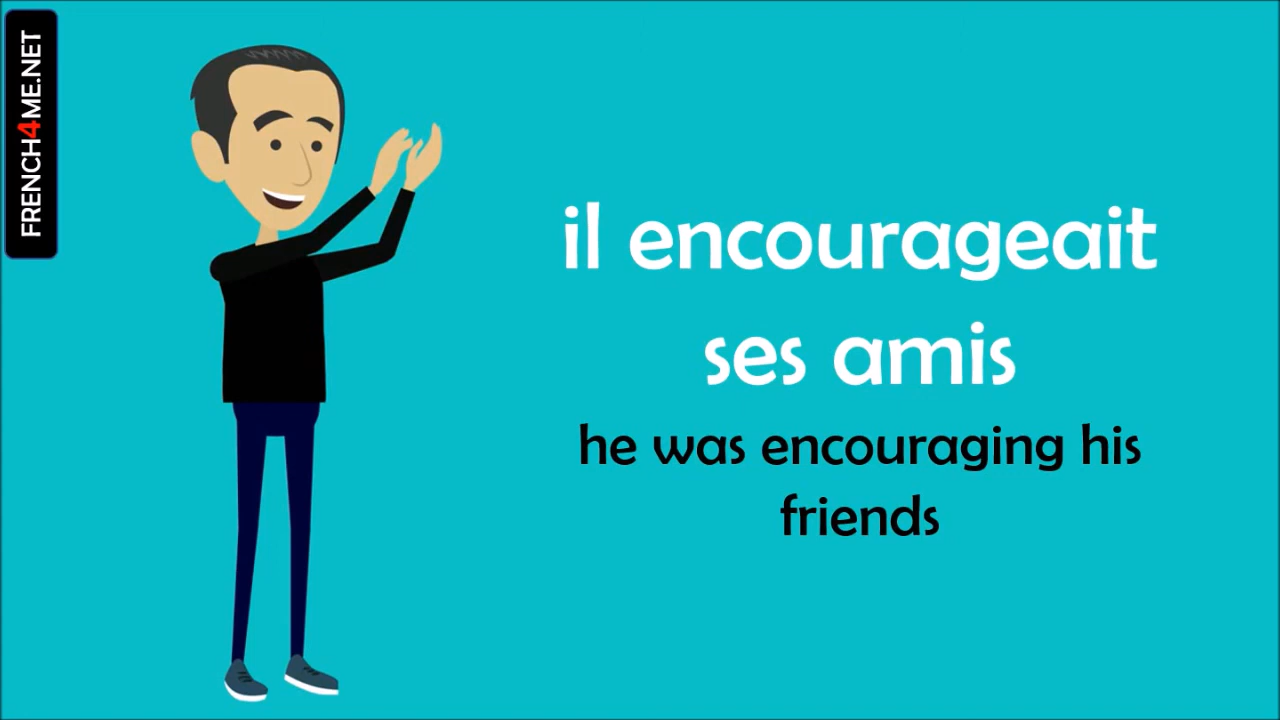 FRENCH4ME.NET
il encourageait
ses amis
he was encouraging his
friends